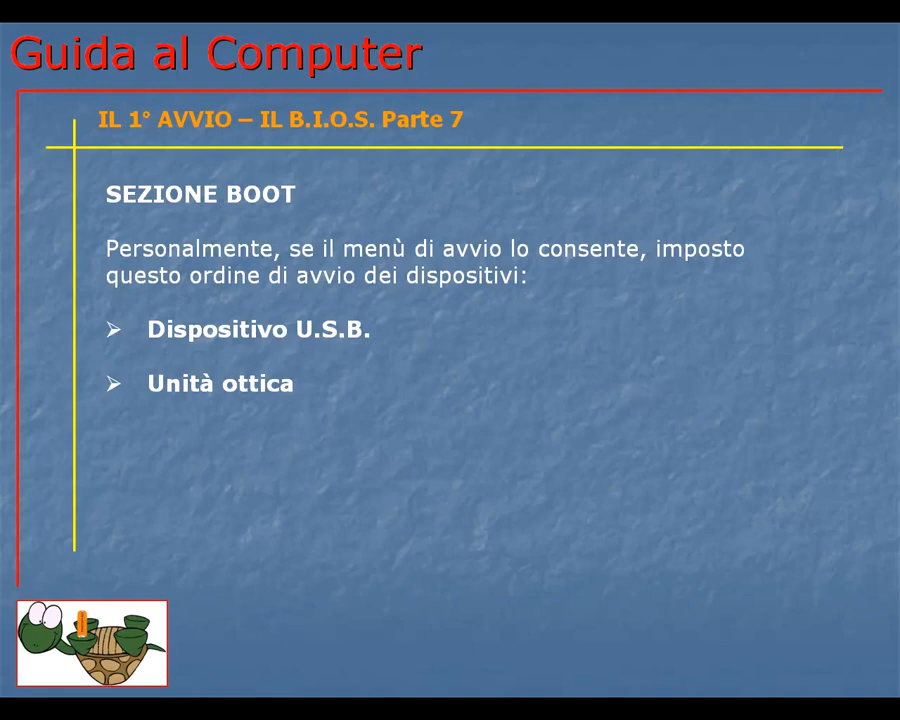 Guida al Computer
IL 1° AVVIO – IL B.I.O.S. Parte 7
SEZIONE BOOT
Personalmente, se il menù di avvio lo consente, imposto
questo ordine di avvio dei dispositivi:
Dispositivo U.S.B.
Unità ottica